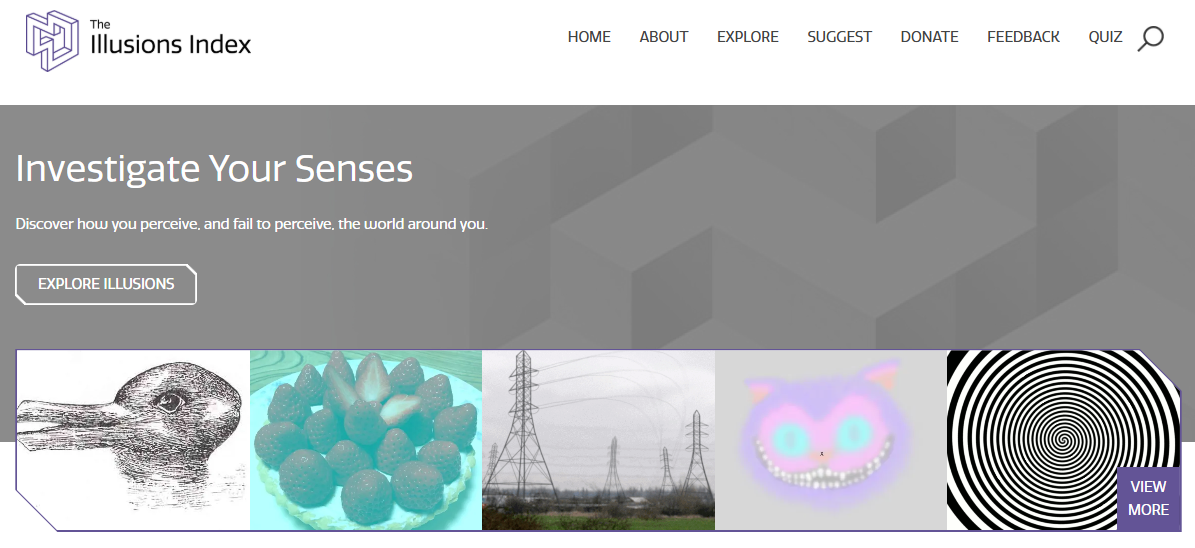 The
Illusions Index
HOME ABOUT EXPLORE SUGGEST DONATE FEEDBACK QUIZ
Investigate Your Senses
Discover how you perceive, and fail to perceive, the world around you.
EXPLORE ILLUSIONS
x
VIEW
MORE